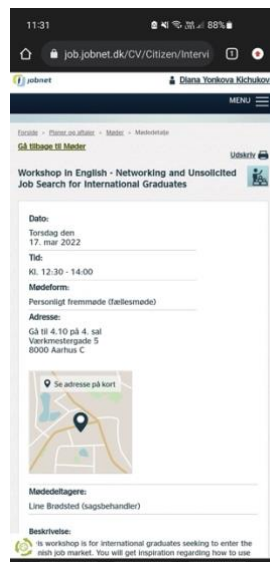 11:31
88%
job.jobnet.dk/CV/Citizen/Intervi
1
jobnet
Diana Yonkova Kichukov
MENU
Forside › Planer og aftaler › Møder › Mødedetalje
Gå tilbage til Møder
Udskriv
Workshop in English - Networking and Unsolicited
Job Search for International Graduates
Dato:
Torsdag den
17. mar 2022
Tid:
Kl. 12:30 - 14:00
Mødeform:
Personligt fremmøde (fællesmøde)
Adresse:
Gå til 4.10 på 4. sal
Værkmestergade 5
8000 Aarhus C
Se adresse på kort
Mødedeltagere:
Line Brødsted (sagsbehandler)
Beskrivelse:
is workshop is for international graduates seeking to enter the
nish job market. You will get inspiration regarding how to use